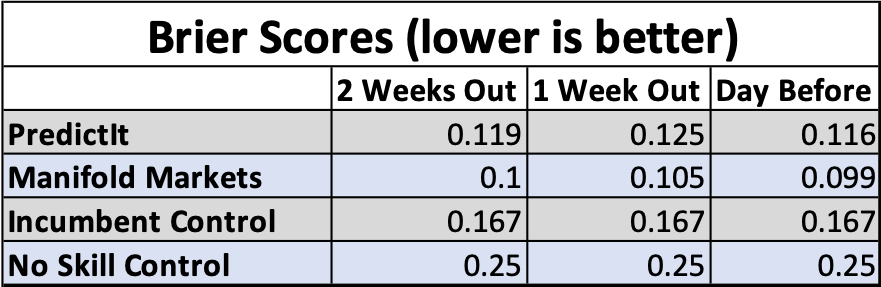 Brier Scores (lower is better)
2 Weeks Out 1 Week Out Day Before
PredictIt 0.119 0.125 0.116
Manifold Markets 0.1 0.105 0.099
Incumbent Control 0.167 0.167 0.167
No Skill Control 0.25 0.25 0.25